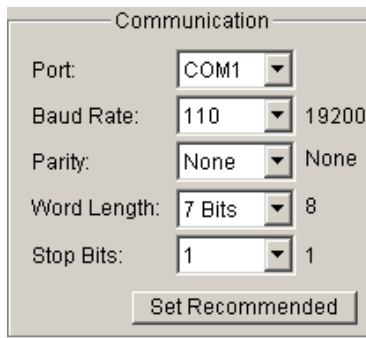 Communication
Port: COM1
Baud Rate: 110 19200
Parity: None None
Word Length: 7 Bits 8
Stop Bits: 1 1
Set Recommended